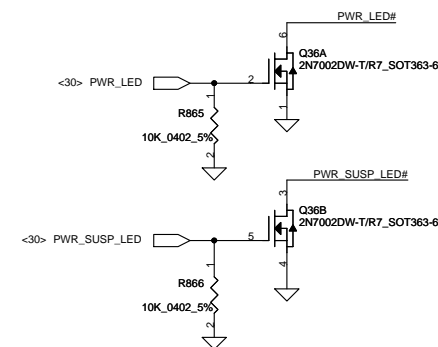 PWR_LED#
6
Q36A
2N7002DW-T/R7_SOT363-6
<30> PWR_LED
2
1
1
R865
10K_0402_5%
2
PWR_SUSP_LED#
3
Q36B
2N7002DW-T/R7_SOT363-6
<30> PWR_SUSP_LED
5
4
1
R866
10K_0402_5%
2